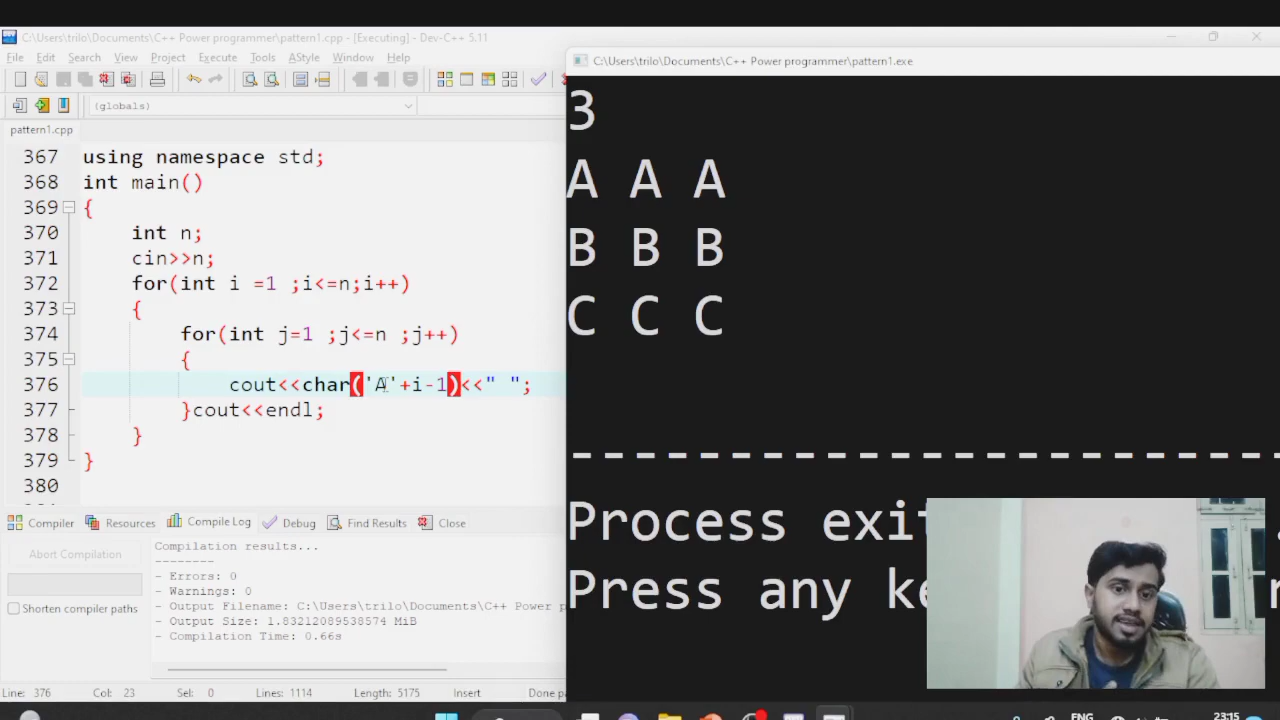 C:\Users\trilo\Documents\C++ Power programmer\pattern1.cpp - [Executing] - Dev-C++ 5.11
File Edit Search View Project Execute Tools AStyle Window Help
(globals)
pattern1.cpp
367 using namespace std;
368 int main()
369 {
370 int n;
371 cin>>n;
372 for(int i =1 ;i<=n;i++)
373 {
374 for(int j=1 ;j<=n ;j++)
375 {
376 cout<<char('A'+i-1)<<" ";
377 }cout<<endl;
378 }
379 }
380
Compiler Resources Compile Log Debug Find Results Close
Abort Compilation
Shorten compiler paths
Compilation results...
--------
- Errors: 0
- Warnings: 0
- Output Filename: C:\Users\trilo\Documents\C++ Power p
- Output Size: 1.83212089538574 MiB
- Compilation Time: 0.66s
Line: 376 Col: 23 Sel: 0 Lines: 1114 Length: 5175 Insert Done pa
C:\Users\trilo\Documents\C++ Power programmer\pattern1.exe
3
A A A
B B B
C C C
-----------------------
Process exit
Press any ke
ENG 23:15